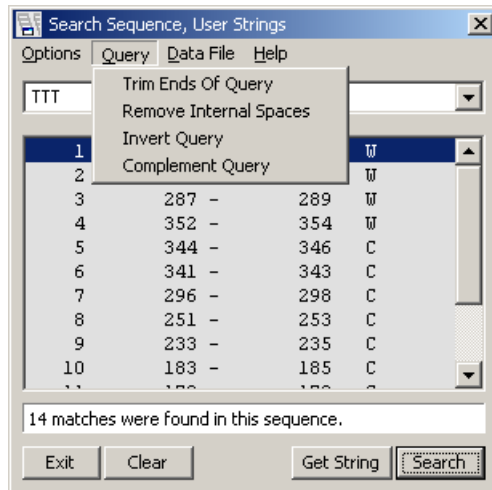 Search Sequence, User Strings
Options Query Data File Help
TTT
Trim Ends Of Query
Remove Internal Spaces
Invert Query
Complement Query
1 W
2 W
3 287 - 289 W
4 352 - 354 W
5 344 - 346 C
6 341 - 343 C
7 296 - 298 C
8 251 - 253 C
9 233 - 235 C
10 183 - 185 C
14 matches were found in this sequence.
Exit Clear Get String Search